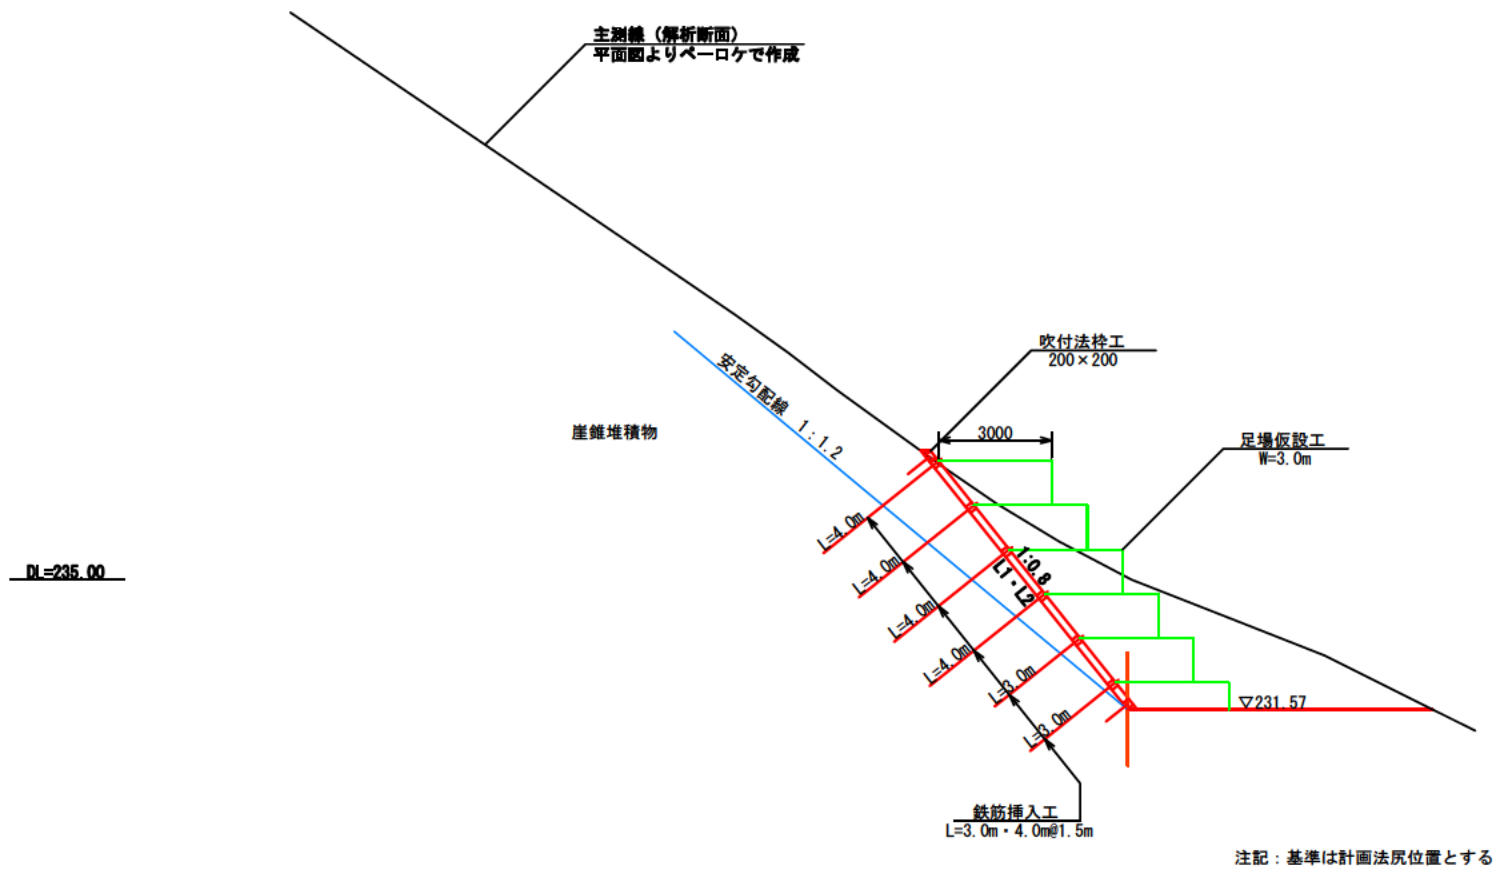 主測線（解析断面）
平面図よりペーロケで作成
吹付法枠工
200×200
安定勾配線　1：1.2
崖錐堆積物
3000
足場仮設工
W=3.0m
L=4.0m
L=4.0m
L=4.0m
L=4.0m
L=3.0m
L=3.0m
1:0.8
L1・L2
DL=235.00
▽231.57
鉄筋挿入工
L=3.0m・4.0m@1.5m
注記：基準は計画法尻位置とする